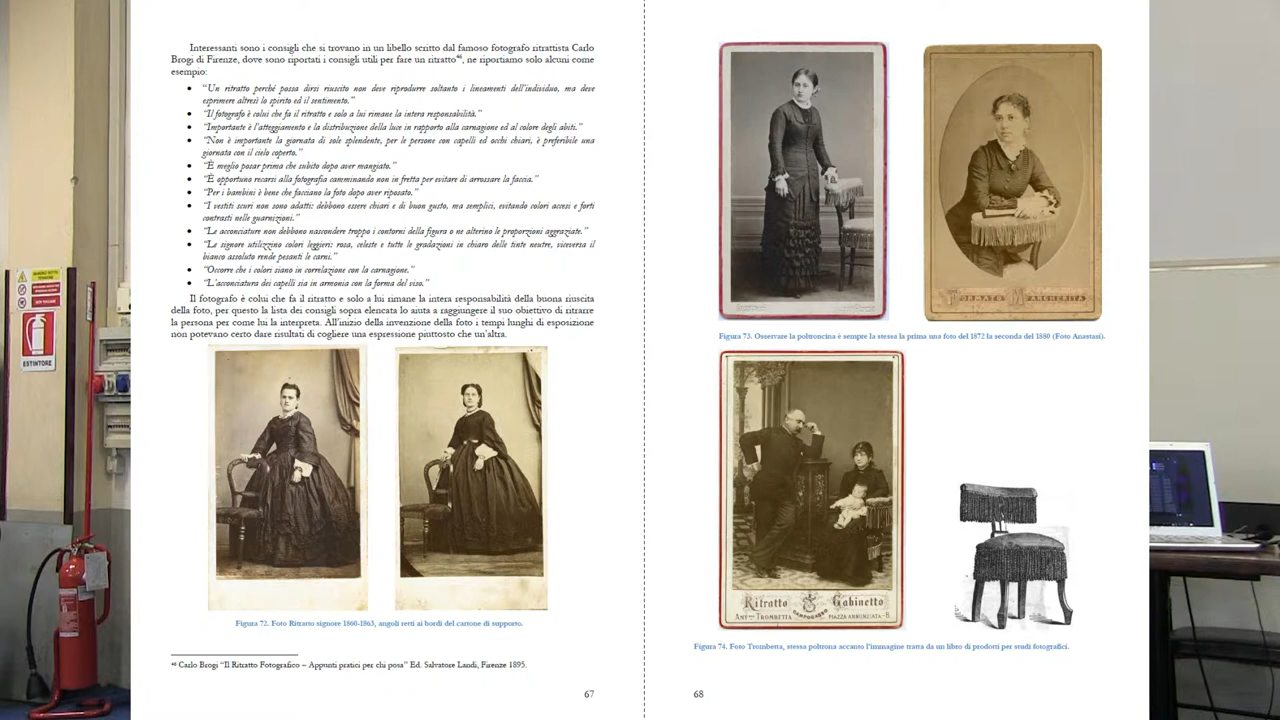 Interessanti sono i consigli che si trovano in un libello scritto dal famoso fotografo ritrattista Carlo
Brogi di Firenze, dove sono riportati i consigli utili per fare un ritratto⁴⁶, ne riportiamo solo alcuni come
esempio:
• "Un ritratto perché possa dirsi riuscito non deve riprodurre soltanto i lineamenti dell'individuo, ma deve
esprimere altresì lo spirito ed il sentimento."
• "Il fotografo è colui che fa il ritratto e solo a lui rimane la intera responsabilità."
• "Importante è l'atteggiamento e la distribuzione della luce in rapporto alla carnagione ed al colore degli abiti."
• "Non è importante la giornata di sole splendente, per le persone con capelli ed occhi chiari, è preferibile una
giornata con il cielo coperto."
• "È meglio posar prima che subito dopo aver mangiato."
• "È opportuno recarsi alla fotografia camminando non in fretta per evitare di arrossare la faccia."
• "Per i bambini è bene che facciano la foto dopo aver riposato."
• "I vestiti scuri non sono adatti: debbono essere chiari e di buon gusto, ma semplici, evitando colori accesi e forti
contrasti nelle guarnizioni."
• "Le acconciature non debbono nascondere troppo i contorni della figura o ne alterino le proporzioni aggraziate."
• "Le signore utilizzino colori leggieri: rosa, celeste e tutte le gradazioni in chiaro delle tinte neutre, viceversa il
bianco assoluto rende pesanti le carni."
• "Occorre che i colori siano in correlazione con la carnagione."
• "L'acconciatura dei capelli sia in armonia con la forma del viso."
Il fotografo è colui che fa il ritratto e solo a lui rimane la intera responsabilità della buona riuscita
della foto, per questo la lista dei consigli sopra elencata lo aiuta a raggiungere il suo obiettivo di ritrarre
la persona per come lui la interpreta. All'inizio della invenzione della foto i tempi lunghi di esposizione
non potevano certo dare risultati di cogliere una espressione piuttosto che un'altra.
Figura 72. Foto Ritratto signore 1860-1863, angoli retti ai bordi del cartone di supporto.
⁴⁶ Carlo Brogi "Il Ritratto Fotografico – Appunti pratici per chi posa" Ed. Salvatore Landi, Firenze 1895.
67
FORMATO MARGHERITA
Figura 73. Osservare la poltroncina è sempre la stessa la prima una foto del 1872 la seconda del 1880 (Foto Anastasi).
Ritratto Gabinetto
TROMBETTA CAMPOBASSO PIAZZA ANNUNZIATA-8
Figura 74. Foto Trombetta, stessa poltrona accanto l'immagine tratta da un libro di prodotti per studi fotografici.
68
ESTINTORE